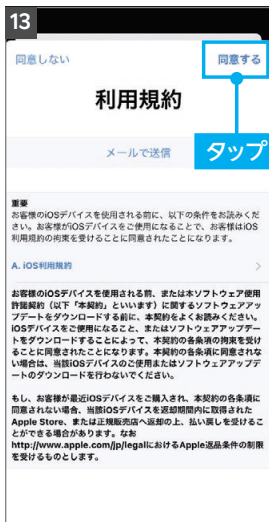 13
同意しない 同意する
利用規約
メールで送信
タップ
重要
お客様のiOSデバイスを使用される前に、以下の条件をお読みくだ
さい。お客様がiOSデバイスをご使用になることで、お客様はiOS
利用規約の拘束を受けることに同意されたことになります。
A. iOS利用規約
お客様のiOSデバイスを使用される前、または本ソフトウェア使用
許諾契約（以下「本契約」といいます）に関するソフトウェアアッ
プデートをダウンロードする前に、本契約をよくお読みください。
iOSデバイスをご使用になること、またはソフトウェアアップデー
トをダウンロードすることによって、本契約の各条項の拘束を受け
ることに同意されたことになります。本契約の各条項に同意されな
い場合は、当該iOSデバイスのご使用またはソフトウェアアップデ
ートのダウンロードを行わないでください。
もし、お客様が最近iOSデバイスをご購入され、本契約の各条項に
同意されない場合、当該iOSデバイスを返却期間内に取得された
Apple Store、または正規販売店へ返却の上、払い戻しを受けるこ
とができる場合があります。なお
http://www.apple.com/jp/legalにおけるApple返品条件の制限
を受けるものとします。